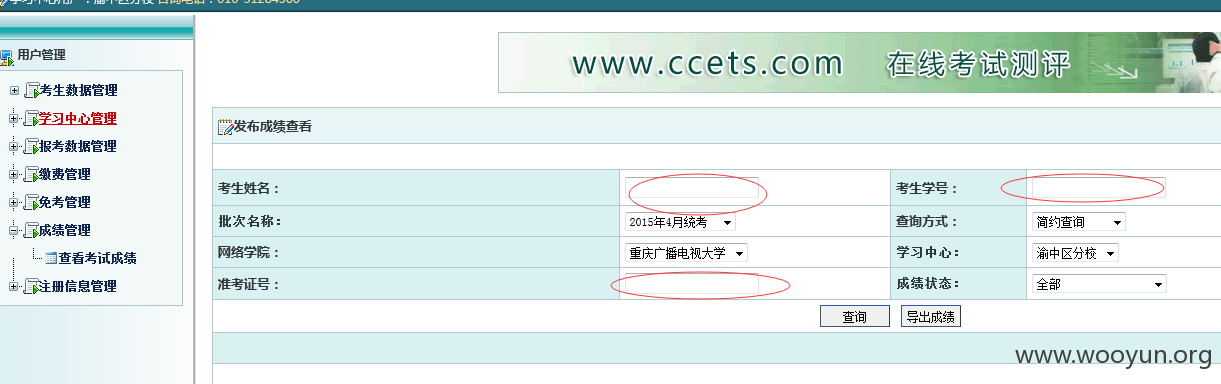 学习中心用户：渝中区分校 咨询电话：010-51284300
用户管理
www.ccets.com 在线考试测评
考生数据管理
学习中心管理
报考数据管理
缴费管理
免考管理
成绩管理
查看考试成绩
注册信息管理
发布成绩查看
考生姓名： 考生学号：
批次名称： 2015年4月统考 查询方式： 简约查询
网络学院： 重庆广播电视大学 学习中心： 渝中区分校
准考证号： 成绩状态： 全部
查询 导出成绩
www.wooyun.org